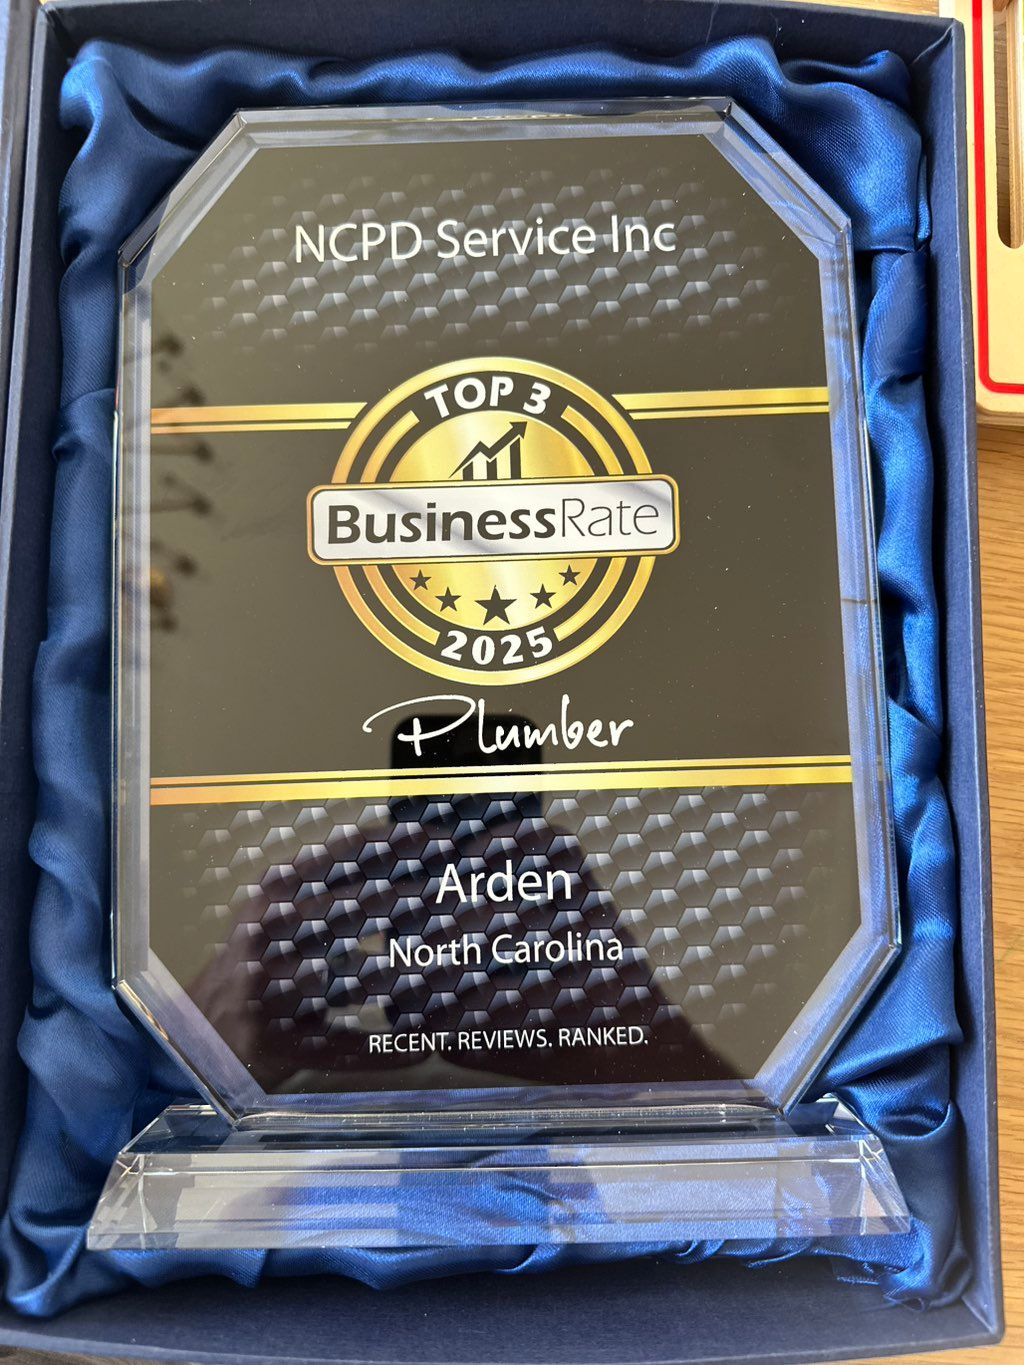 NCPD Service Inc
TOP 3
BusinessRate
2025
Plumber
Arden
North Carolina
RECENT. REVIEWS. RANKED.